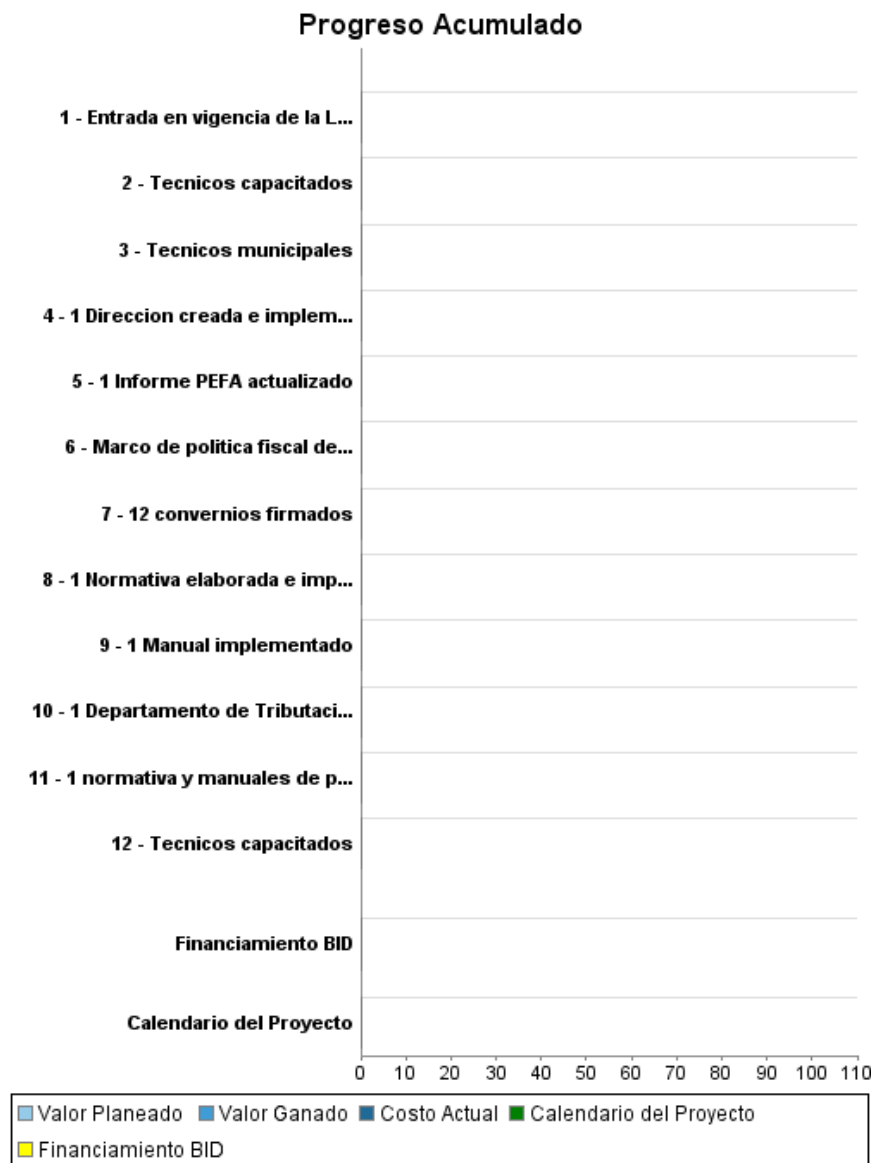 Progreso Acumulado
1 - Entrada en vigencia de la L...
2 - Tecnicos capacitados
3 - Tecnicos municipales
4 - 1 Direccion creada e implem...
5 - 1 Informe PEFA actualizado
6 - Marco de politica fiscal de...
7 - 12 convernios firmados
8 - 1 Normativa elaborada e imp...
9 - 1 Manual implementado
10 - 1 Departamento de Tributaci...
11 - 1 normativa y manuales de p...
12 - Tecnicos capacitados
Financiamiento BID
Calendario del Proyecto
0 10 20 30 40 50 60 70 80 90 100 110
Valor Planeado Valor Ganado Costo Actual Calendario del Proyecto
Financiamiento BID